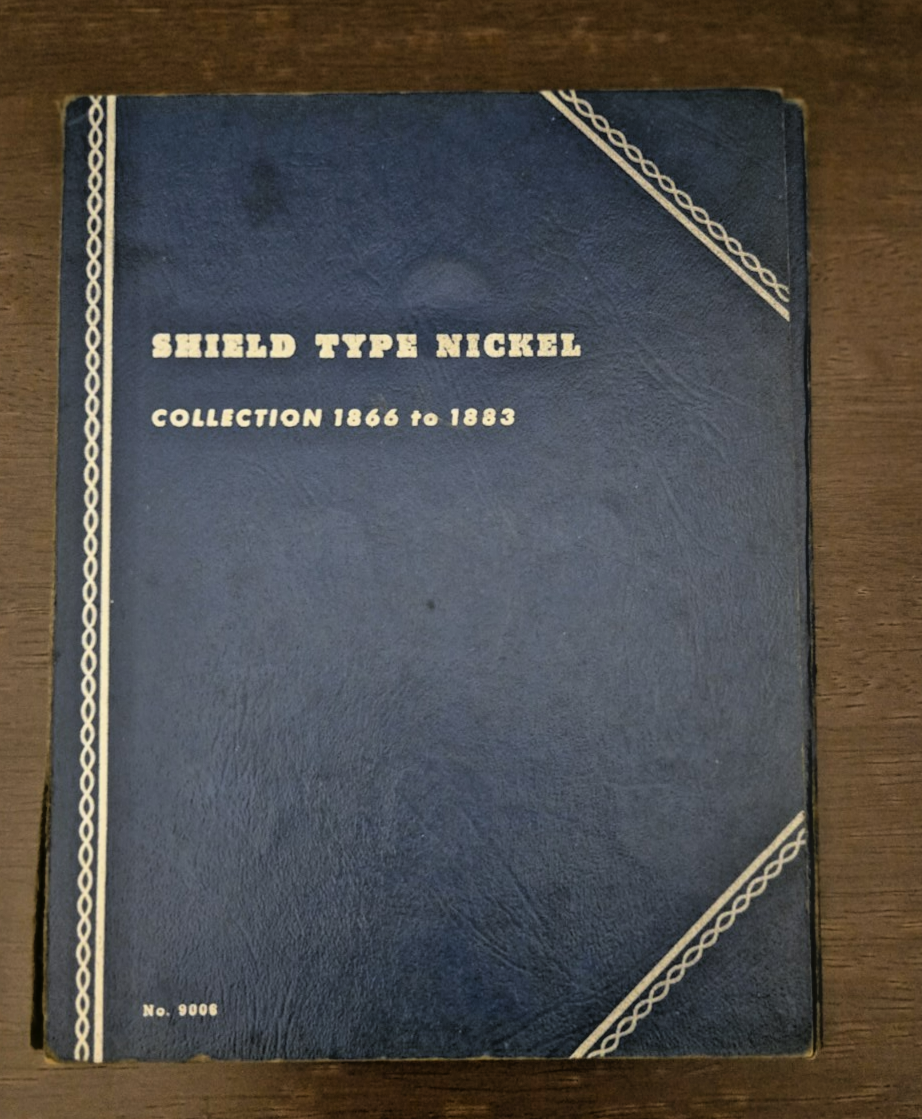 SHIELD TYPE NICKEL
COLLECTION 1866 to 1883
No. 9006